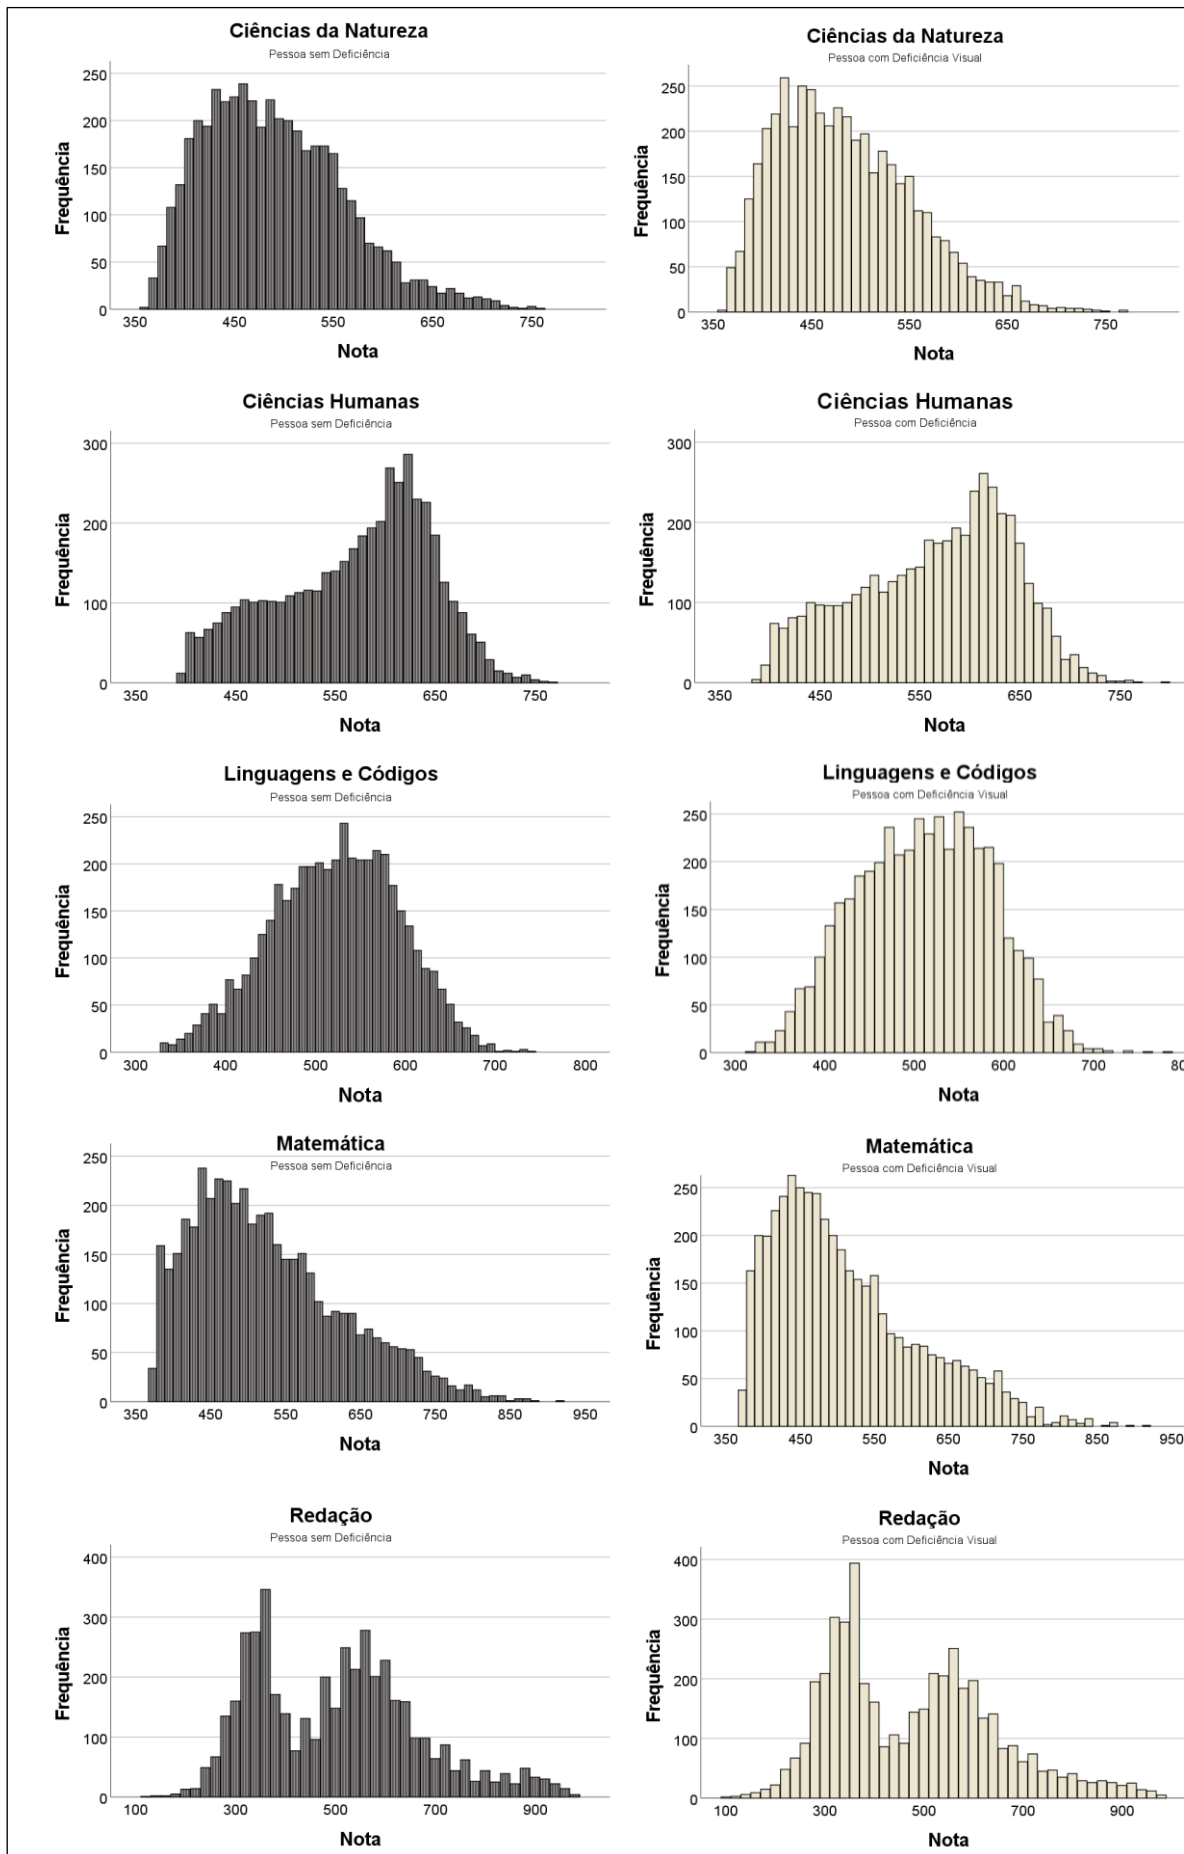 Ciências da Natureza
Pessoa sem Deficiência
250
200
150
100
50
0
Frequência
350 450 550 650 750
Nota
Ciências da Natureza
Pessoa com Deficiência Visual
250
200
150
100
50
0
Frequência
350 450 550 650 750
Nota
Ciências Humanas
Pessoa sem Deficiência
300
200
100
0
Frequência
350 450 550 650 750
Nota
Ciências Humanas
Pessoa com Deficiência
300
200
100
0
Frequência
350 450 550 650 750
Nota
Linguagens e Códigos
Pessoa sem Deficiência
250
200
150
100
50
0
Frequência
300 400 500 600 700 800
Nota
Linguagens e Códigos
Pessoa com Deficiência Visual
250
200
150
100
50
0
Frequência
300 400 500 600 700 80
Nota
Matemática
Pessoa sem Deficiência
250
200
150
100
50
0
Frequência
350 450 550 650 750 850 950
Nota
Matemática
Pessoa com Deficiência Visual
250
200
150
100
50
0
Frequência
350 450 550 650 750 850 950
Nota
Redação
Pessoa sem Deficiência
400
300
200
100
0
Frequência
100 300 500 700 900
Nota
Redação
Pessoa com Deficiência Visual
400
300
200
100
0
Frequência
100 300 500 700 900
Nota